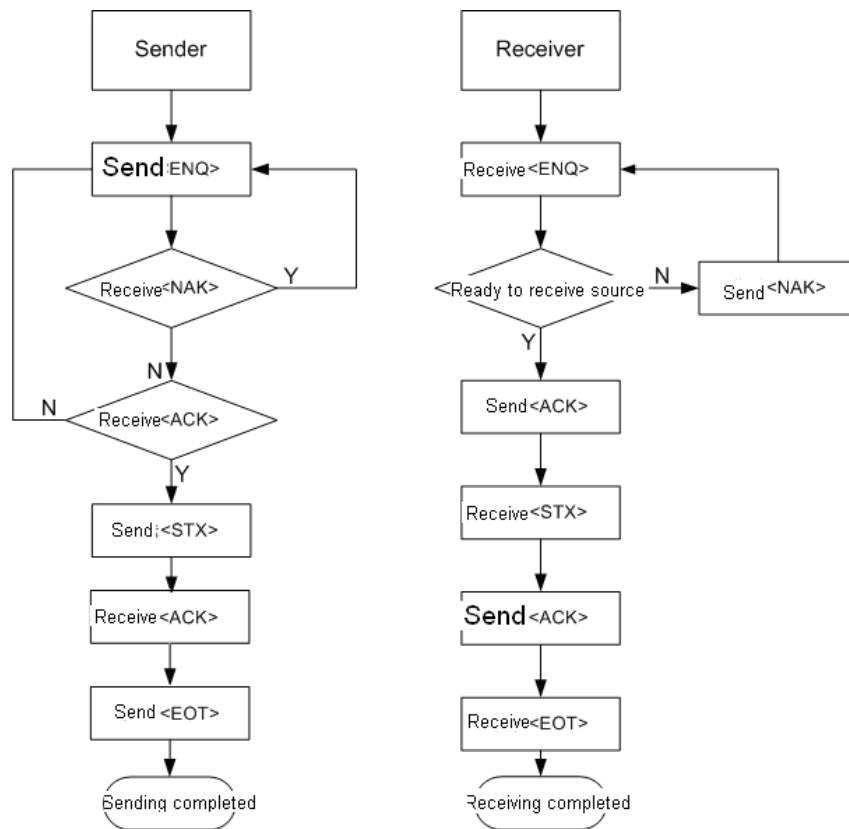 Sender
Send <ENQ>
Receive<NAK>
Y
N
Receive<ACK>
N
Y
Send <STX>
Receive<ACK>
Send <EOT>
Sending completed
Receiver
Receive<ENQ>
Ready to receive source
N
Send <NAK>
Y
Send<ACK>
Receive<STX>
Send <ACK>
Receive<EOT>
Receiving completed